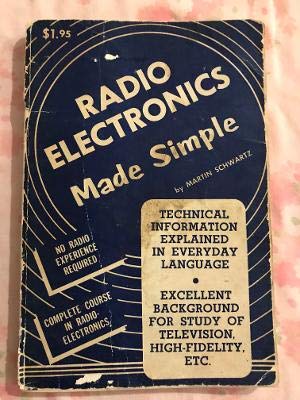 $1.95
RADIO
ELECTRONICS
Made Simple
by MARTIN SCHWARTZ
NO RADIO
EXPERIENCE
REQUIRED
COMPLETE COURSE
IN RADIO-
ELECTRONICS
TECHNICAL
INFORMATION
EXPLAINED
IN EVERYDAY
LANGUAGE
•
EXCELLENT
BACKGROUND
FOR STUDY OF
TELEVISION,
HIGH-FIDELITY,
ETC.